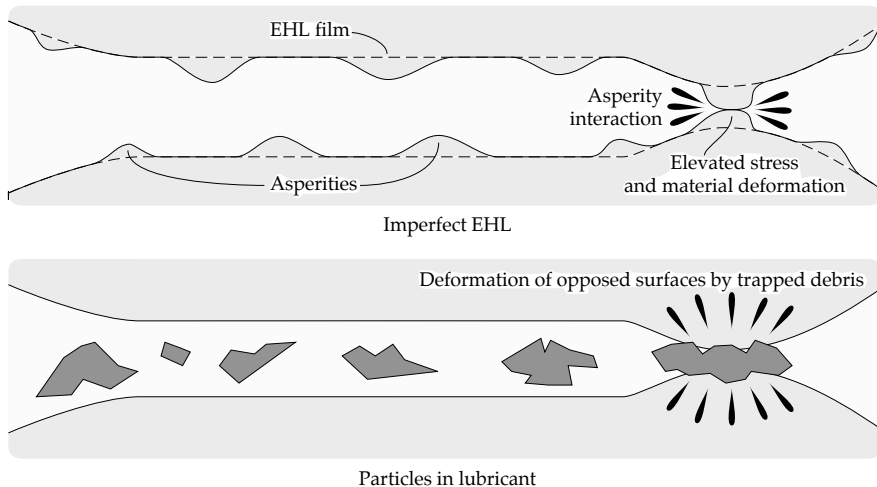 EHL film
Asperity
interaction
Elevated stress
and material deformation
Asperities
Imperfect EHL
Deformation of opposed surfaces by trapped debris
Particles in lubricant